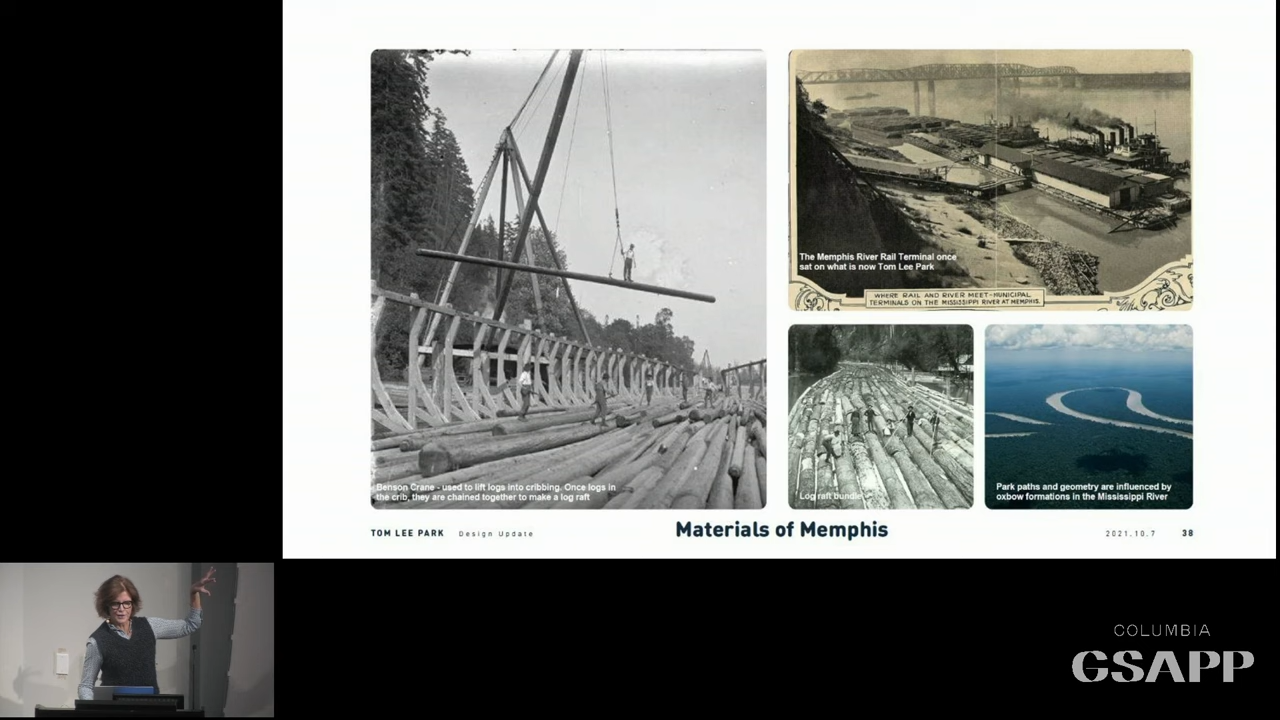 Benson Crane - used to lift logs into cribbing. Once logs in
the crib, they are chained together to make a log raft
The Memphis River Rail Terminal once
sat on what is now Tom Lee Park
WHERE RAIL AND RIVER MEET-MUNICIPAL
TERMINALS ON THE MISSISSIPPI RIVER AT MEMPHIS.
Log raft bundle
Park paths and geometry are influenced by
oxbow formations in the Mississippi River
TOM LEE PARK Design Update
Materials of Memphis
2021.10.7 38
COLUMBIA
GSAPP